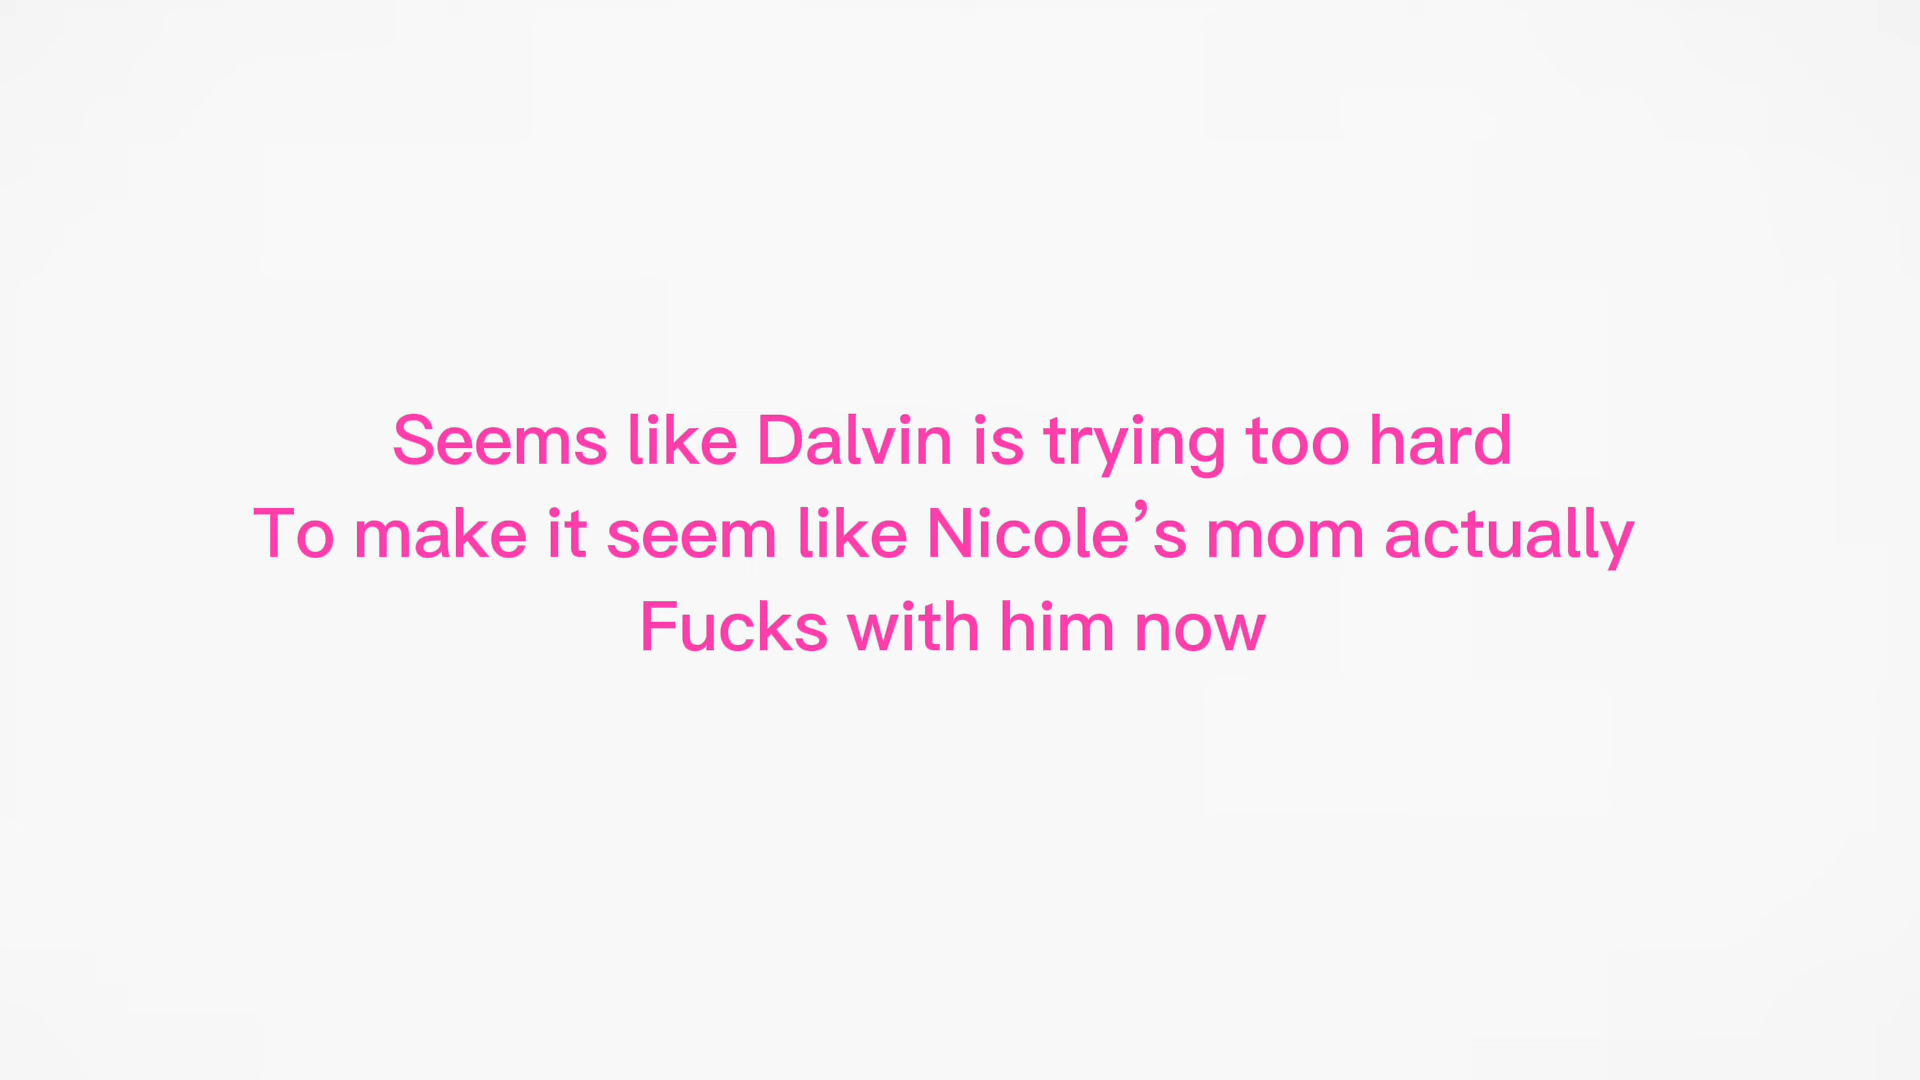 Seems like Dalvin is trying too hard
To make it seem like Nicole’s mom actually
Fucks with him now